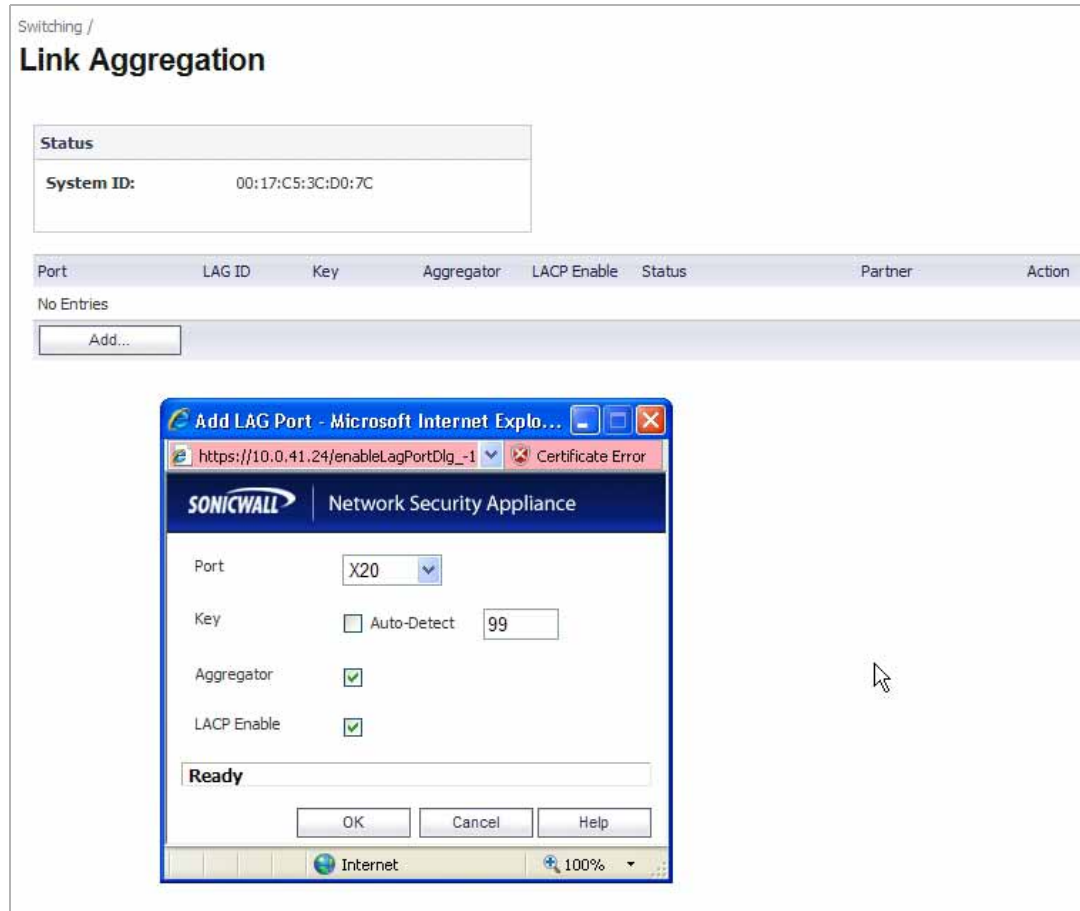 Switching /
Link Aggregation
Status
System ID: 00:17:C5:3C:D0:7C
Port LAG ID Key Aggregator LACP Enable Status Partner Action
No Entries
Add...
Add LAG Port - Microsoft Internet Explo...
https://10.0.41.24/enableLagPortDlg_-1 Certificate Error
SONICWALL Network Security Appliance
Port X20
Key Auto-Detect 99
Aggregator
LACP Enable
Ready
OK Cancel Help
Internet 100%